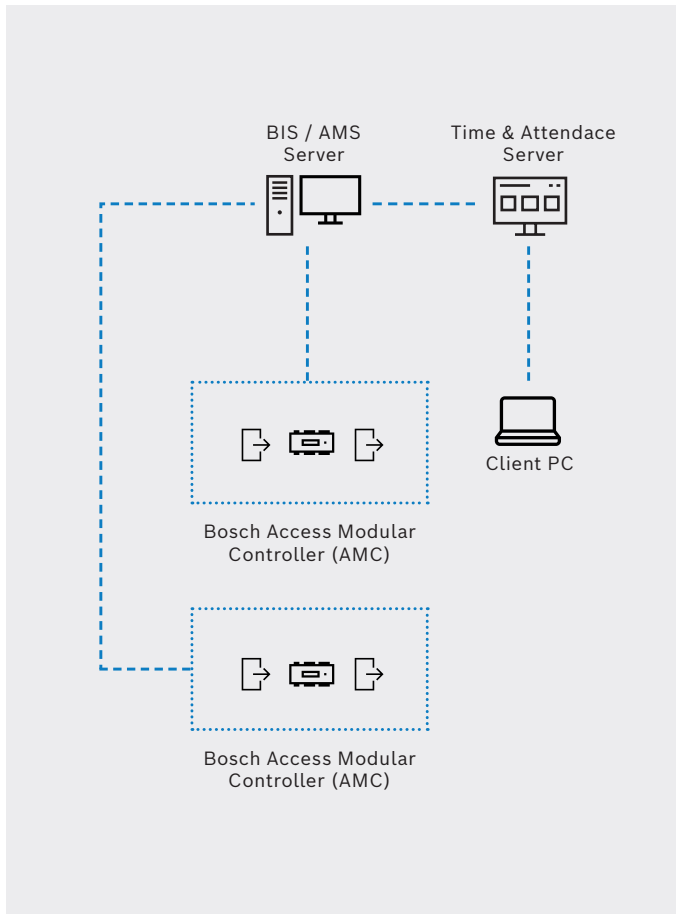 BIS / AMS
Server
Time & Attendace
Server
Client PC
Bosch Access Modular
Controller (AMC)
Bosch Access Modular
Controller (AMC)